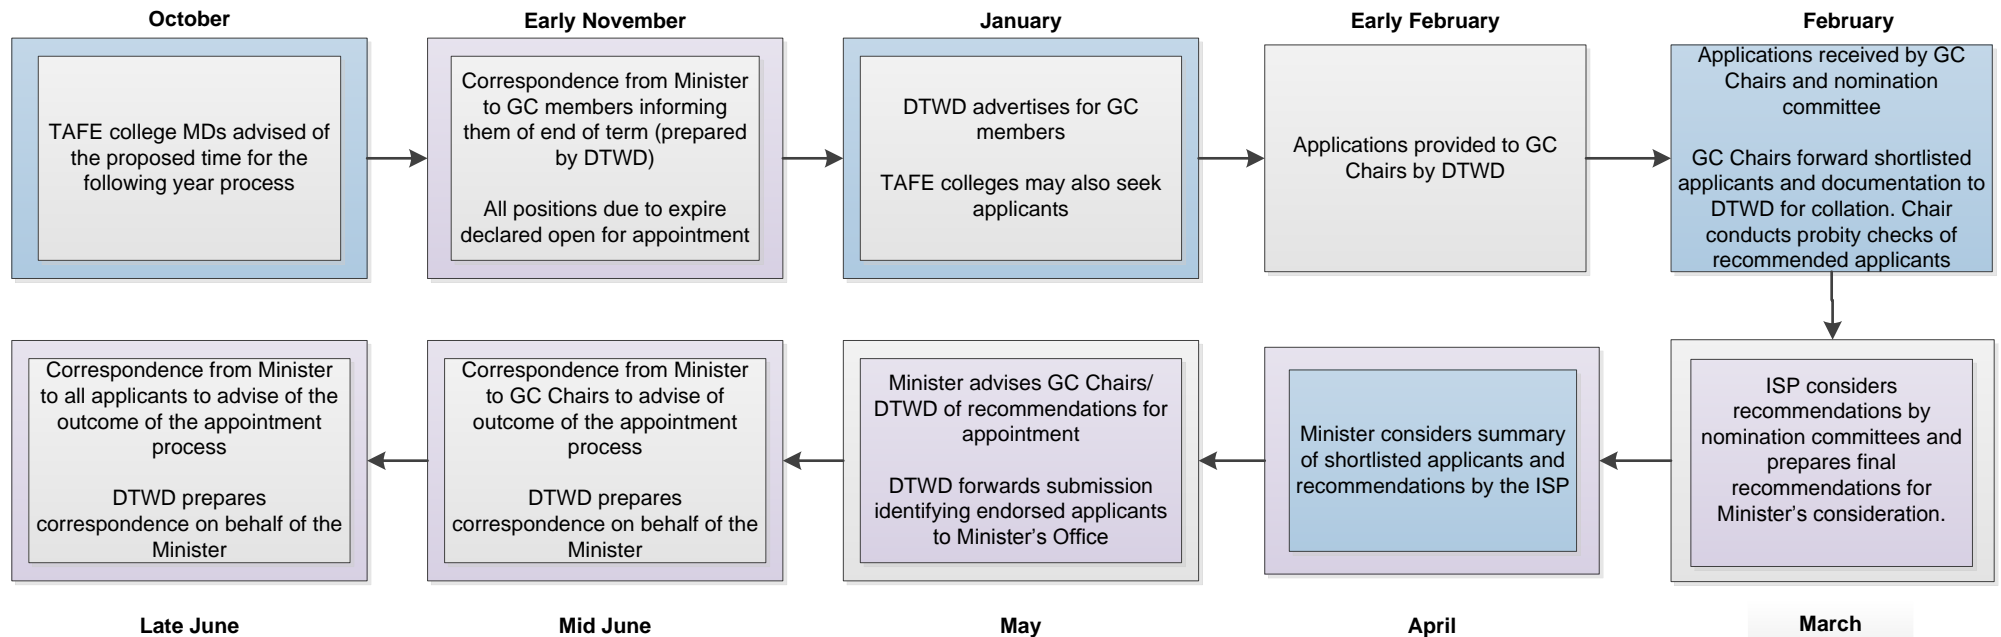 October
TAFE college MDs advised of
the proposed time for the
following year process
Early November
Correspondence from Minister
to GC members informing
them of end of term (prepared
by DTWD)
All positions due to expire
declared open for appointment
January
DTWD advertises for GC
members
TAFE colleges may also seek
applicants
Early February
Applications provided to GC
Chairs by DTWD
February
Applications received by GC
Chairs and nomination
committee
GC Chairs forward shortlisted
applicants and documentation to
DTWD for collation. Chair
conducts probity checks of
recommended applicants
ISP considers
recommendations by
nomination committees and
prepares final
recommendations for
Minister’s consideration.
March
Minister considers summary
of shortlisted applicants and
recommendations by the ISP
April
Minister advises GC Chairs/
DTWD of recommendations for
appointment
DTWD forwards submission
identifying endorsed applicants
to Minister’s Office
May
Correspondence from Minister
to GC Chairs to advise of
outcome of the appointment
process
DTWD prepares
correspondence on behalf of the
Minister
Mid June
Correspondence from Minister
to all applicants to advise of the
outcome of the appointment
process
DTWD prepares
correspondence on behalf of the
Minister
Late June